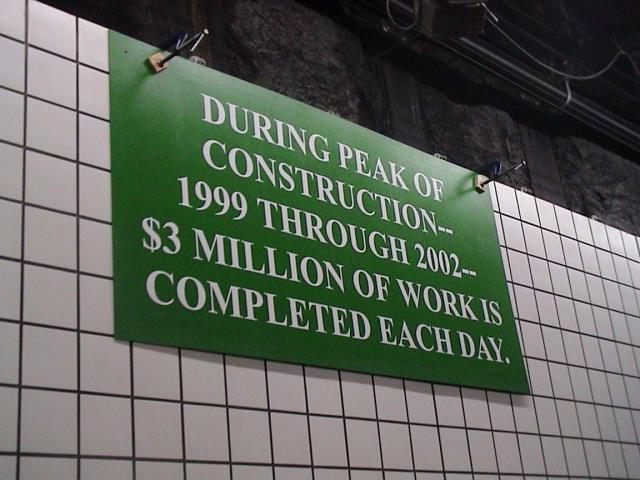 DURING PEAK OF
CONSTRUCTION--
1999 THROUGH 2002--
$3 MILLION OF WORK IS
COMPLETED EACH DAY.